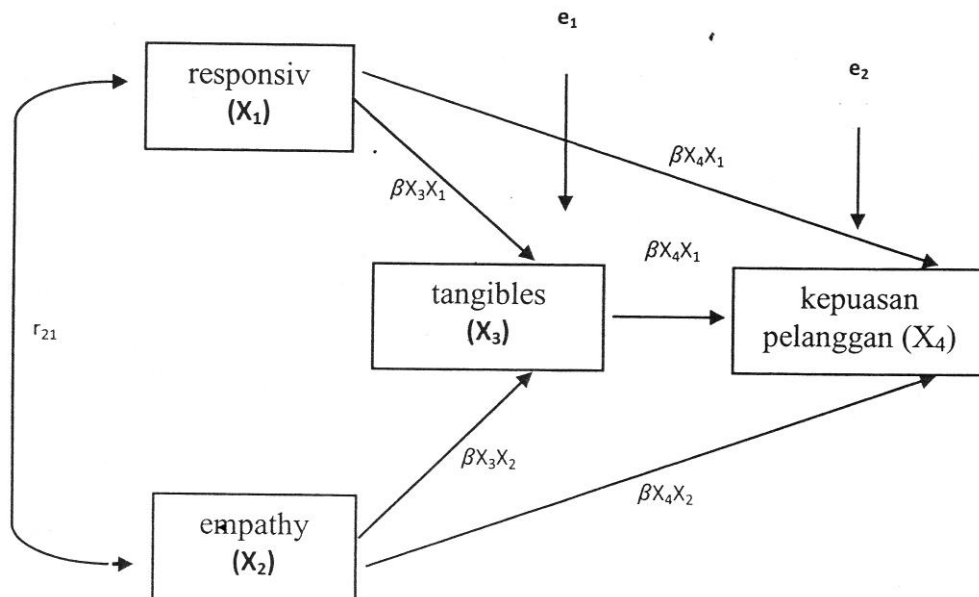 e₁
responsiv
(X₁)
e₂
βX₄X₁
βX₃X₁
βX₄X₁
tangibles
(X₃)
kepuasan
pelanggan (X₄)
r₂₁
βX₃X₂
βX₄X₂
empathy
(X₂)